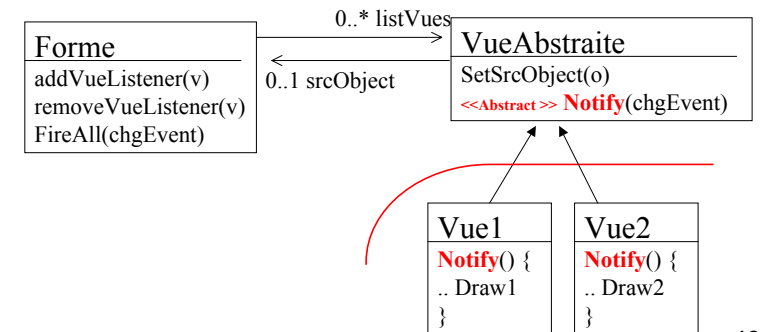 0..* listVues
Forme
addVueListener(v)
removeVueListener(v)
FireAll(chgEvent)
0..1 srcObject
VueAbstraite
SetSrcObject(o)
<<Abstract >> Notify(chgEvent)
Vue1
Notify() {
.. Draw1
}
Vue2
Notify() {
.. Draw2
}